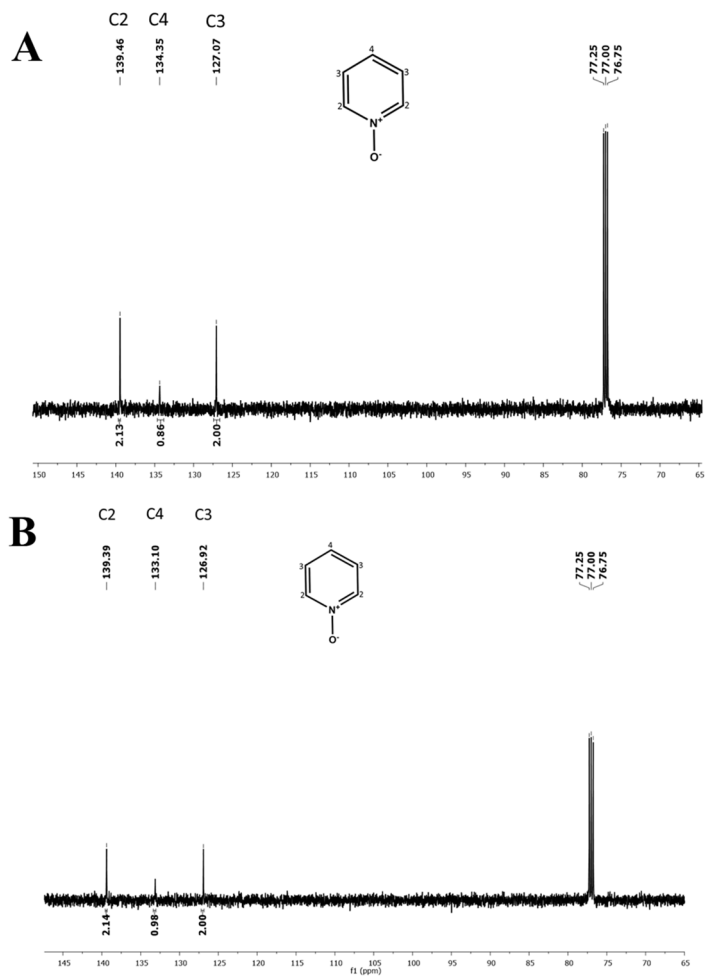 C2 C4 C3
A
139.46 134.35 127.07 77.25 77.00 76.75
4
3 3
2 2
N+
O-
2.13 0.86 2.00
150 145 140 135 130 125 120 115 110 105 100 95 90 85 80 75 70 65
C2 C4 C3
B
139.39 133.10 126.92 77.25 77.00 76.75
4
3 3
2 2
N+
O-
2.14 0.98 2.00
145 140 135 130 125 120 115 110 105 100 95 90 85 80 75 70 65
f1 (ppm)